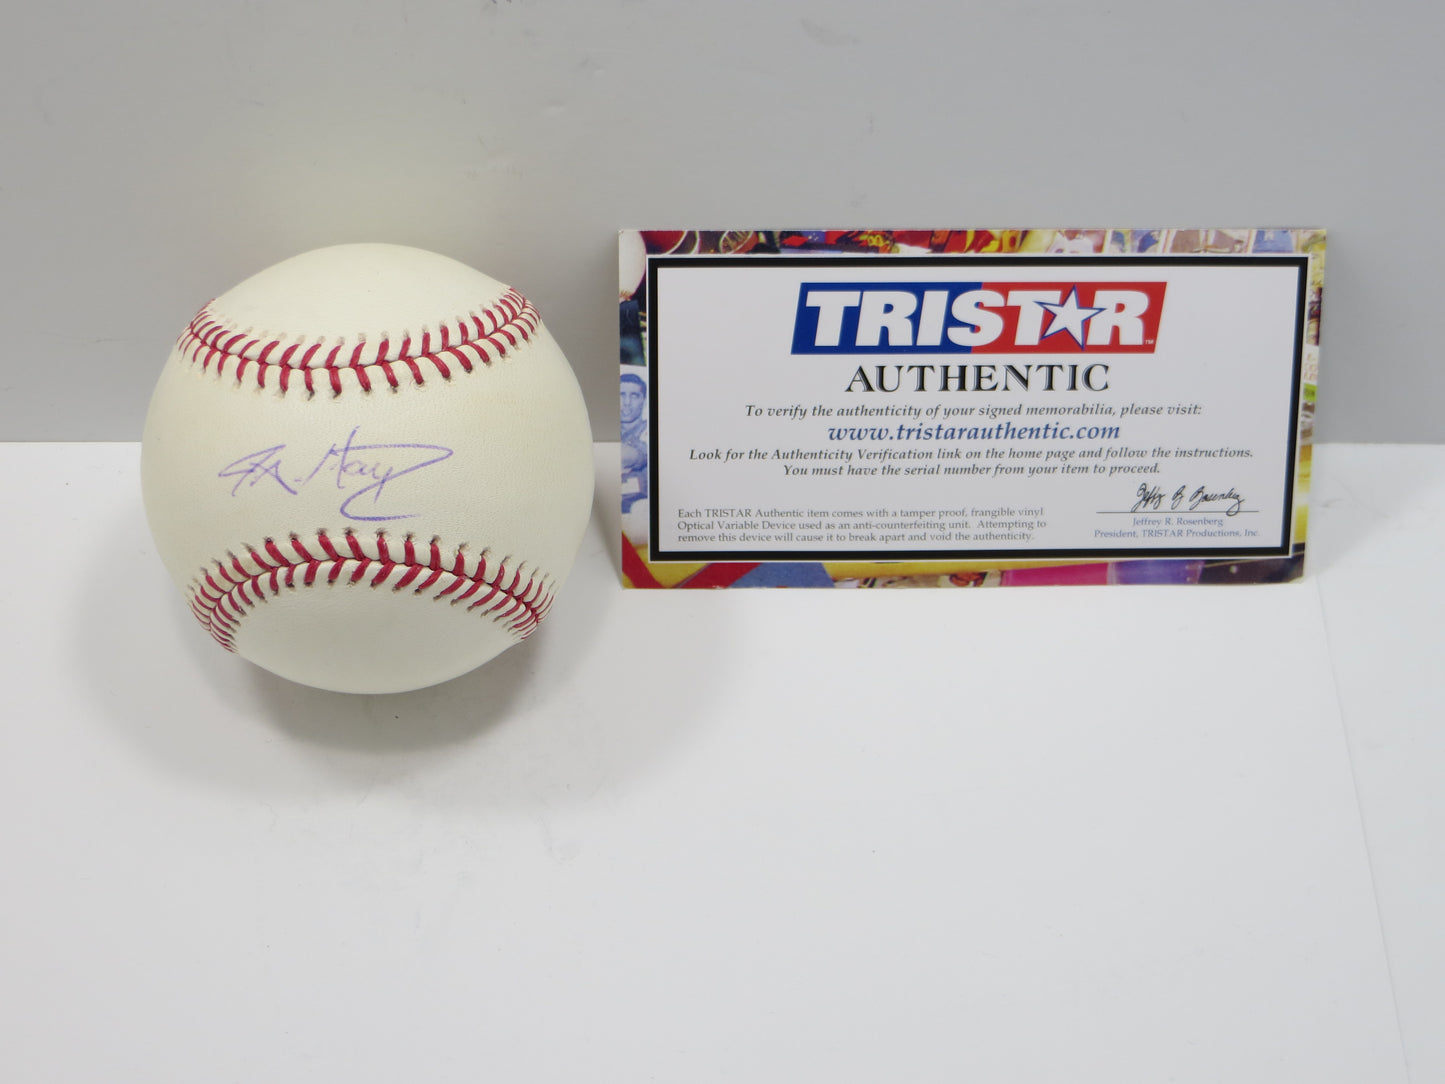 TRISTAR™
AUTHENTIC
To verify the authenticity of your signed memorabilia, please visit:
www.tristarauthentic.com
Look for the Authenticity Verification link on the home page and follow the instructions.
You must have the serial number from your item to proceed.
Each TRISTAR Authentic item comes with a tamper proof, frangible vinyl
Optical Variable Device used as an anti-counterfeiting unit. Attempting to
remove this device will cause it to break apart and void the authenticity.
Jeffrey R. Rosenberg
President, TRISTAR Productions, Inc.